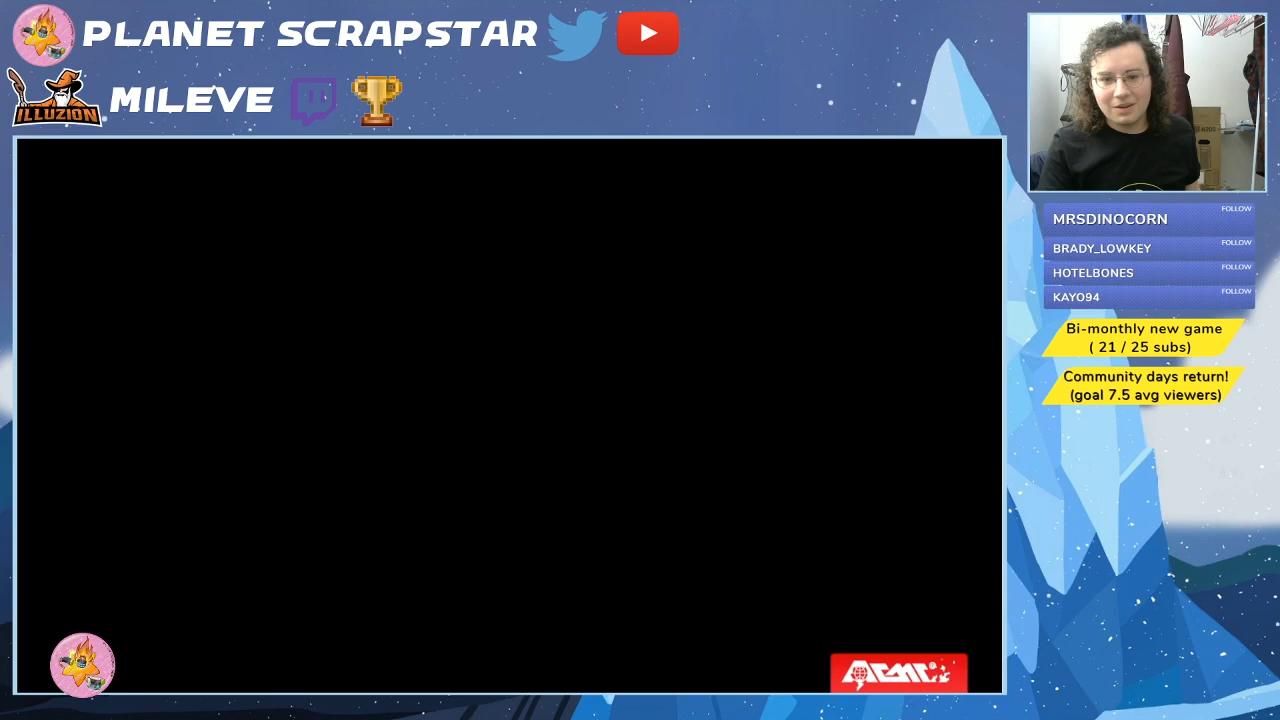 PLANET SCRAPSTAR
ILLUZION
MILEVE
MRSDINOCORN
FOLLOW
BRADY_LOWKEY
FOLLOW
HOTELBONES
FOLLOW
KAYO94
FOLLOW
Bi-monthly new game
( 21 / 25 subs)
Community days return!
(goal 7.5 avg viewers)